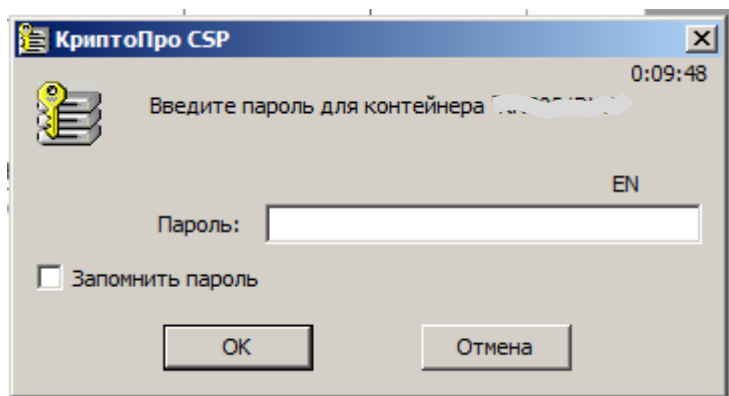 КриптоПро CSP
0:09:48
Введите пароль для контейнера
EN
Пароль:
Запомнить пароль
OK
Отмена